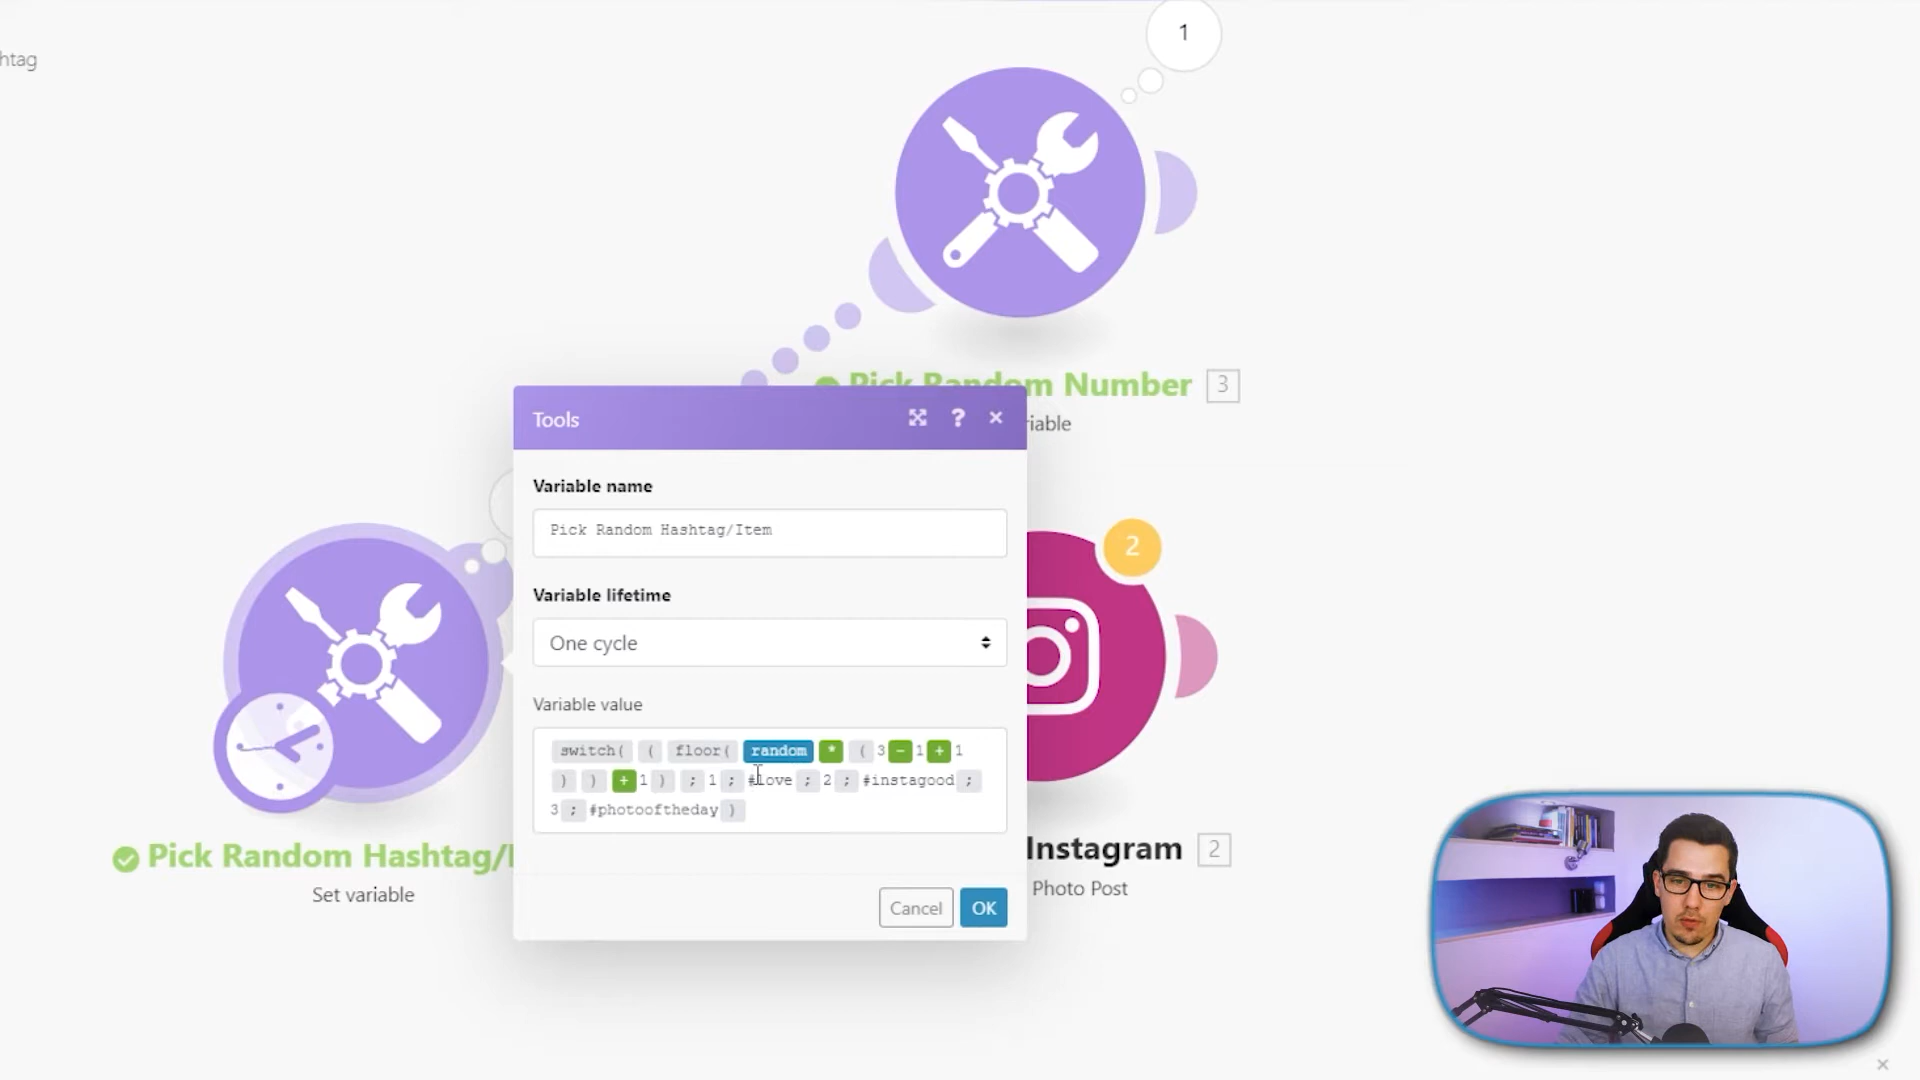 htag
1
Pick Random Number 3
riable
Tools ? ×
Variable name
Pick Random Hashtag/Item
Variable lifetime
One cycle
2
Variable value
switch( ( floor( random * ( 3 - 1 + 1
) ) + 1 ) ; 1 ; #love ; 2 ; #instagood ;
3 ; #photooftheday )
Pick Random Hashtag/I
Set variable
Instagram 2
Photo Post
Cancel OK